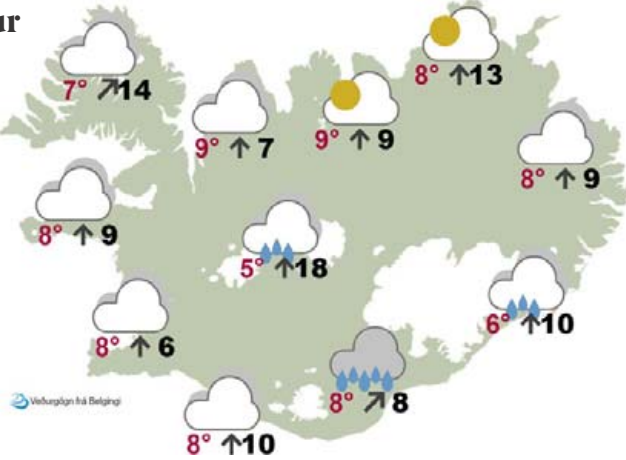 ur
8° ↑13
7° ↗14
9° ↑ 7
9° ↑ 9
8° ↑ 9
8° ↑ 9
5° ↑18
6° ↑10
8° ↑ 6
8° ↗ 8
Veðurgögn frá Belgingi
8° ↑10